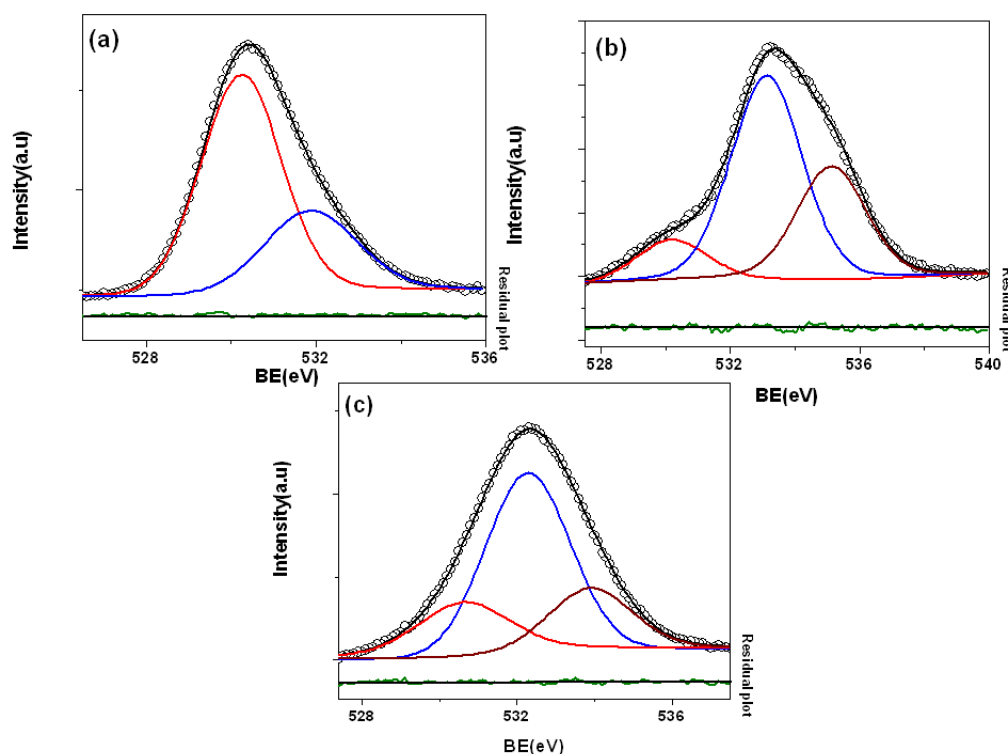 (a)
Intensity(a.u)
Residual plot
528
532
536
BE(eV)
(b)
Intensity(a.u)
Residual plot
528
532
536
540
BE(eV)
(c)
Intensity(a.u)
Residual plot
528
532
536
BE(eV)